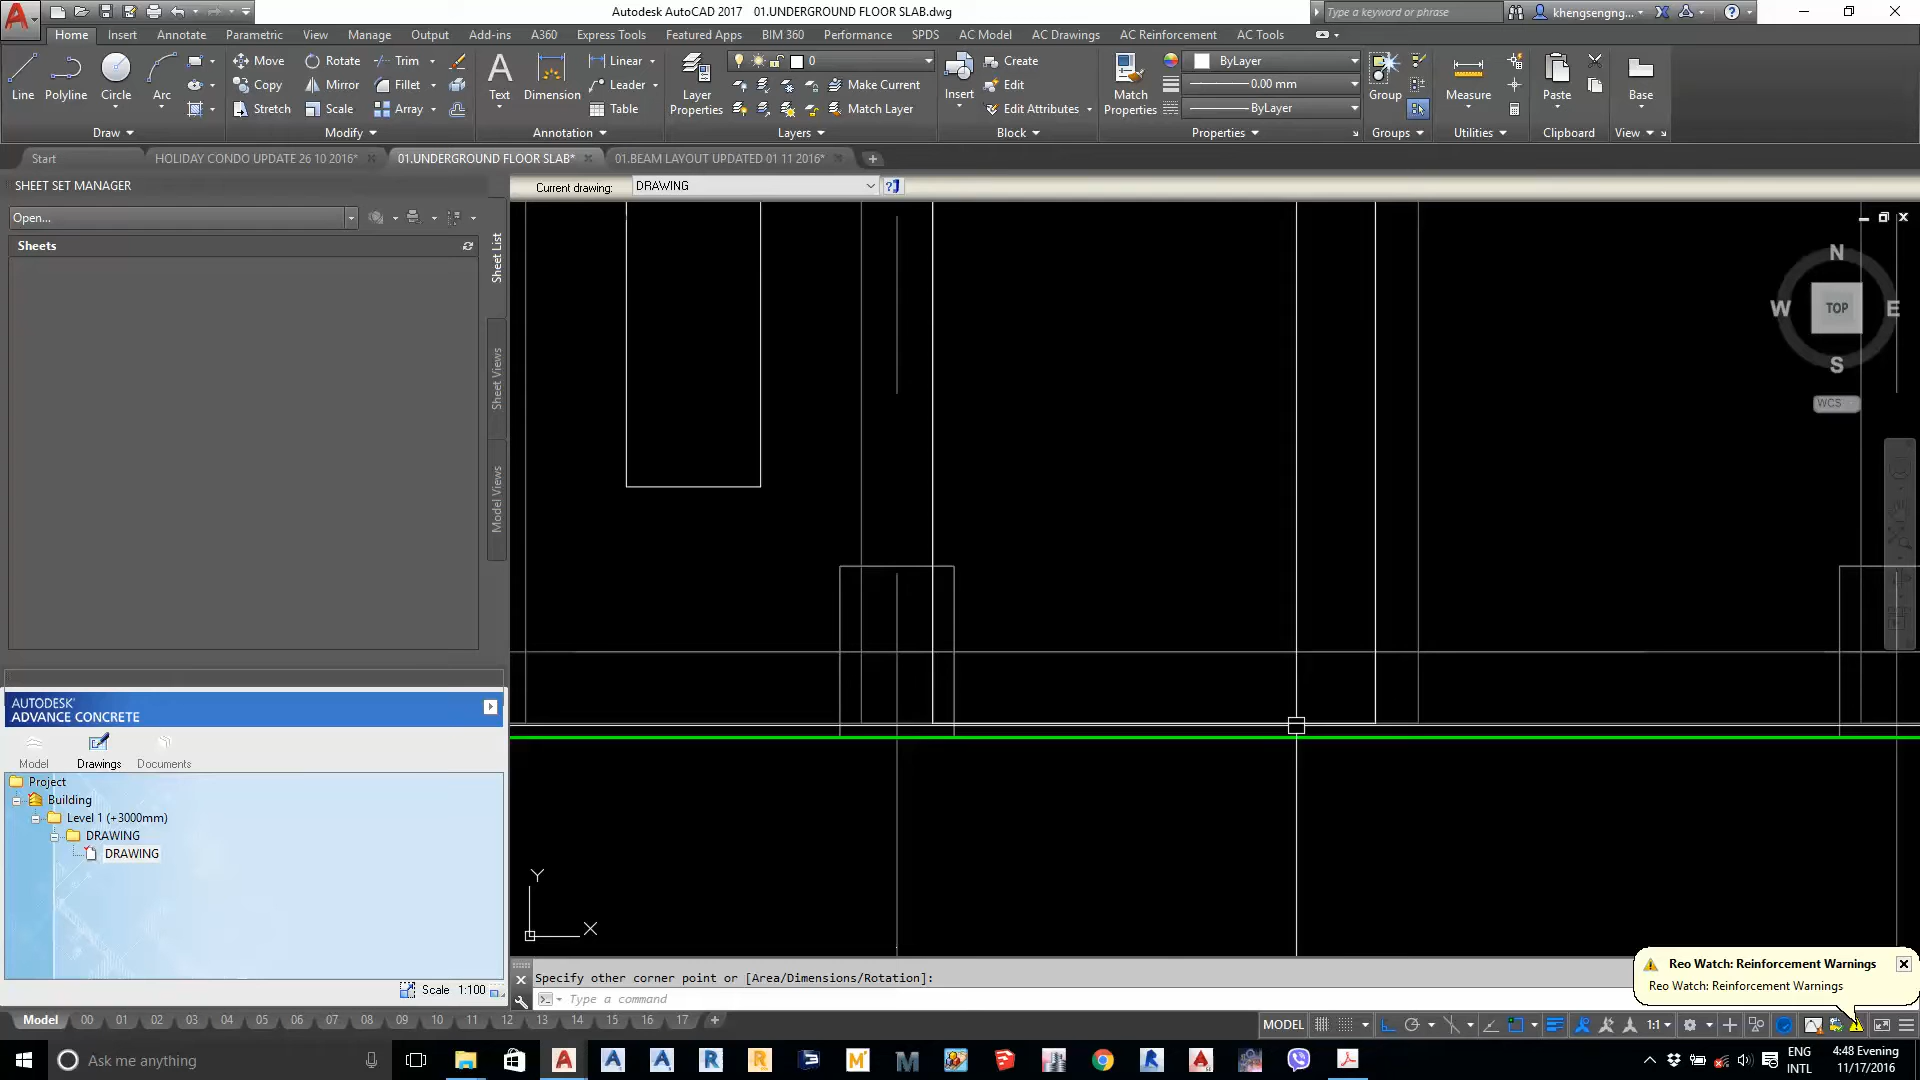 Autodesk AutoCAD 2017 01.UNDERGROUND FLOOR SLAB.dwg
Type a keyword or phrase
khengsengng...
Home Insert Annotate Parametric View Manage Output Add-ins A360 Express Tools Featured Apps BIM 360 Performance SPDS AC Model AC Drawings AC Reinforcement AC Tools
Line Polyline Circle Arc
Move Rotate Trim
Copy Mirror Fillet
Stretch Scale Array
Text Dimension
Linear
Leader
Table
Layer Properties
0
Make Current
Match Layer
Insert
Create
Edit
Edit Attributes
Match Properties
ByLayer
0.00 mm
ByLayer
Group
Measure
Paste
Base
Draw Modify Annotation Layers Block Properties Groups Utilities Clipboard View
Start HOLIDAY CONDO UPDATE 26 10 2016* 01.UNDERGROUND FLOOR SLAB* 01.BEAM LAYOUT UPDATED 01 11 2016*
SHEET SET MANAGER
Current drawing: DRAWING
Open...
Sheets
Sheet List
Sheet Views
Model Views
N
W TOP E
S
WCS
AUTODESK'
ADVANCE CONCRETE
Model Drawings Documents
Project
Building
Level 1 (+3000mm)
DRAWING
DRAWING
Scale 1:100
Y
X
Specify other corner point or [Area/Dimensions/Rotation]:
Type a command
Reo Watch: Reinforcement Warnings
Reo Watch: Reinforcement Warnings
Model 00 01 02 03 04 05 06 07 08 09 10 11 12 13 14 15 16 17
MODEL 1:1
Ask me anything
ENG
INTL
4:48 Evening
11/17/2016